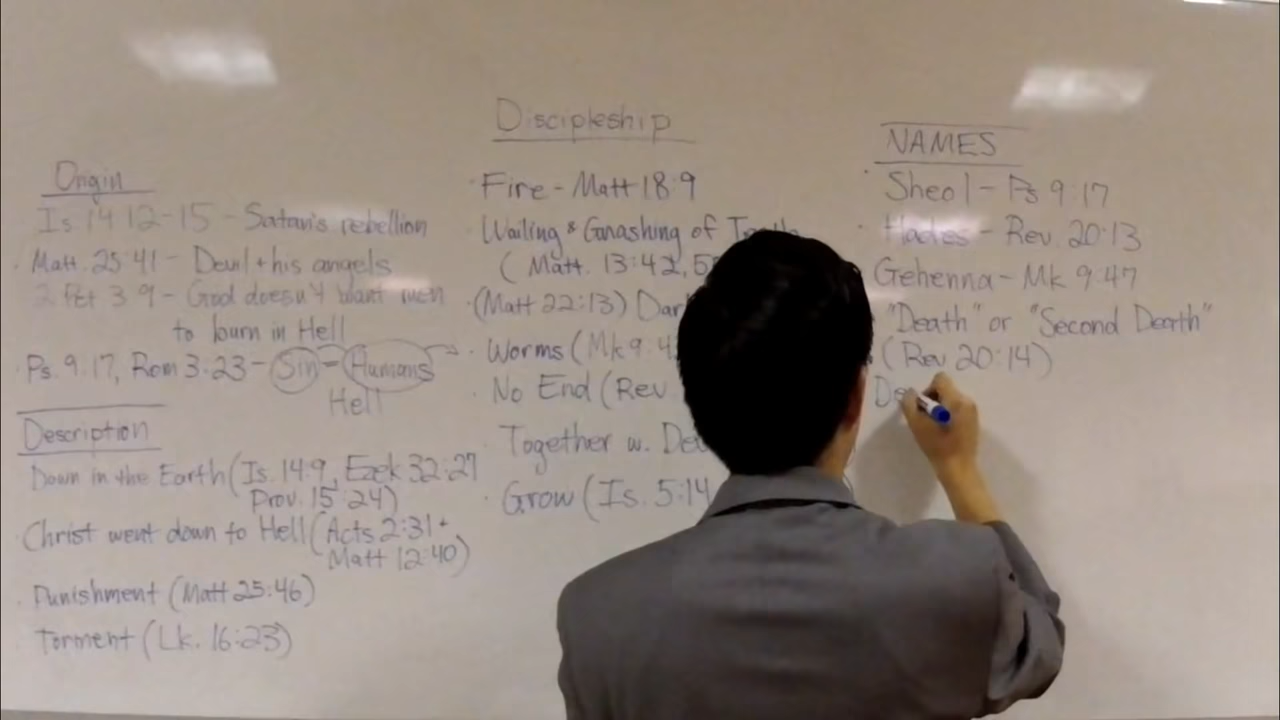 Discipleship
Origin
Is 14 12-15 - Satan's rebellion
· Matt. 25:41 - Devil + his angels
2 Pet 3 9 - God doesn't want men
to burn in Hell
· Ps. 9:17, Rom 3:23 - Sin - Humans
Hell
Description
Down in the Earth (Is. 14:9, Ezek 32:27
Prov. 15:24)
· Christ went down to Hell (Acts 2:31 +
Matt 12:40)
· Punishment (Matt 25:46)
· Torment (Lk. 16:23)
· Fire - Matt 18:9
· Wailing & Gnashing of
(Matt. 13:42,
· (Matt 22:13)
· Worms (Mk 9:
· No End (Rev
· Together w.
· Grow (Is. 5:14
NAMES
· Sheol - Ps 9:17
· Hades - Rev. 20:13
Gehenna - Mk 9:47
"Death" or "Second Death"
(Rev 20:14)
De